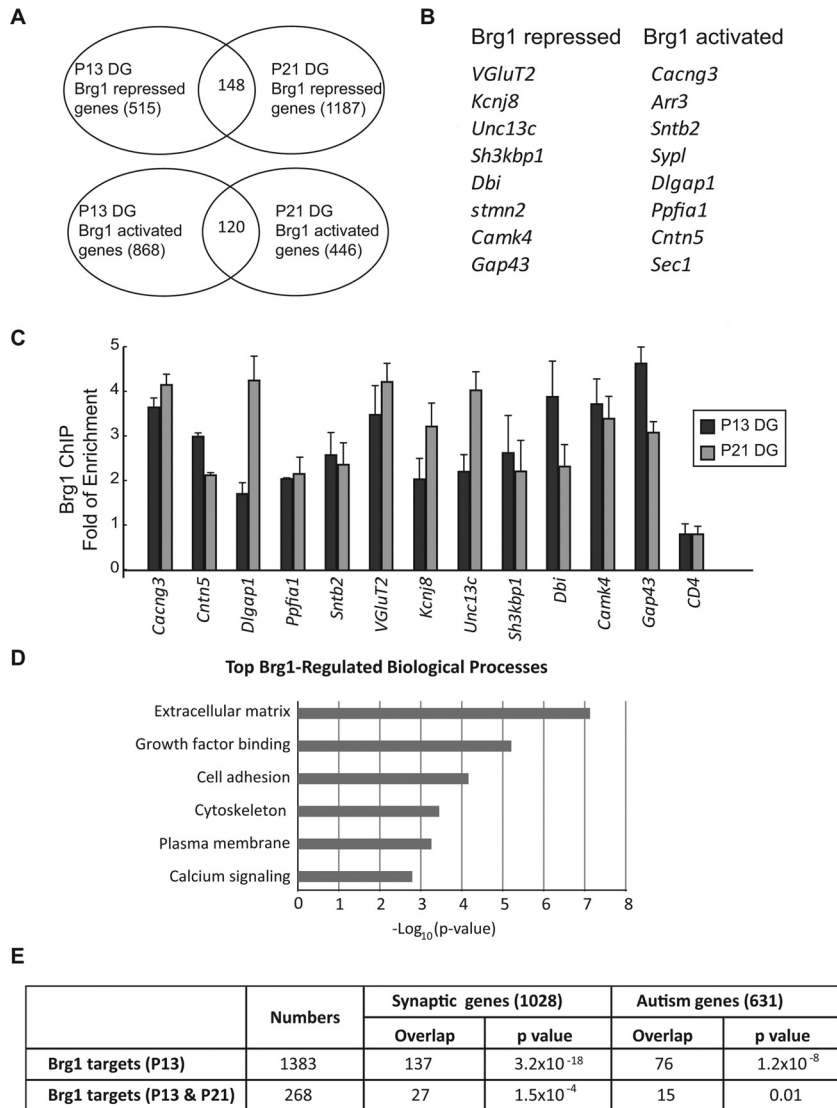 A
P13 DG
Brg1 repressed
genes (515)
148
P21 DG
Brg1 repressed
genes (1187)
P13 DG
Brg1 activated
genes (868)
120
P21 DG
Brg1 activated
genes (446)
B
Brg1 repressed Brg1 activated
VGluT2 Cacng3
Kcnj8 Arr3
Unc13c Sntb2
Sh3kbp1 Sypl
Dbi Dlgap1
stmn2 Ppfia1
Camk4 Cntn5
Gap43 Sec1
C
Brg1 ChIP
Fold of Enrichment
5
4
3
2
1
0
P13 DG
P21 DG
Cacng3
Cntn5
Dlgap1
Ppfia1
Sntb2
VGluT2
Kcnj8
Unc13c
Sh3kbp1
Dbi
Camk4
Gap43
CD4
D
Top Brg1-Regulated Biological Processes
Extracellular matrix
Growth factor binding
Cell adhesion
Cytoskeleton
Plasma membrane
Calcium signaling
0 1 2 3 4 5 6 7 8
-Log10(p-value)
E
Numbers Synaptic genes (1028) Autism genes (631)
Overlap p value Overlap p value
Brg1 targets (P13) 1383 137 3.2x10-18 76 1.2x10-8
Brg1 targets (P13 & P21) 268 27 1.5x10-4 15 0.01